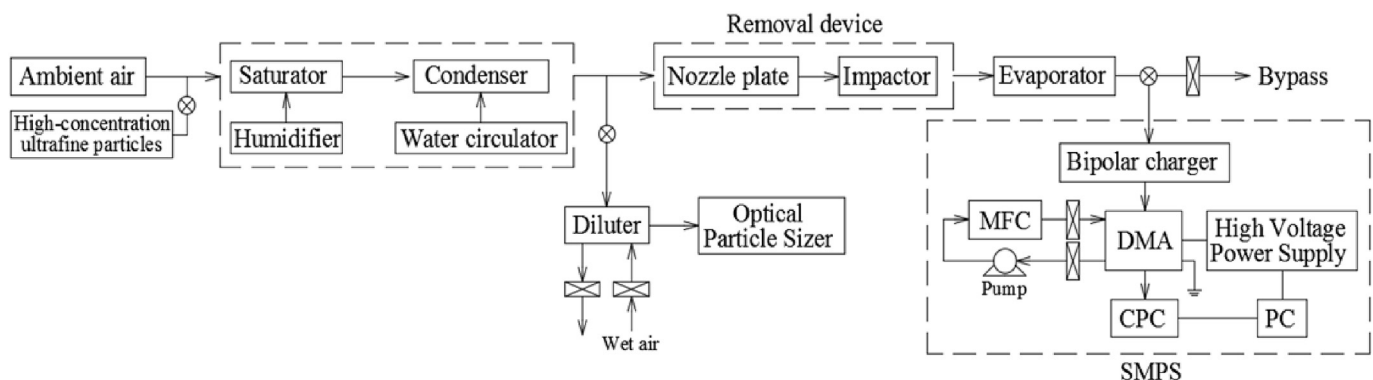 Removal device
Ambient air
Saturator
Condenser
Nozzle plate
Impactor
Evaporator
Bypass
High-concentration
ultrafine particles
Humidifier
Water circulator
Bipolar charger
Diluter
Optical
Particle Sizer
MFC
DMA
High Voltage
Power Supply
Pump
CPC
PC
Wet air
SMPS